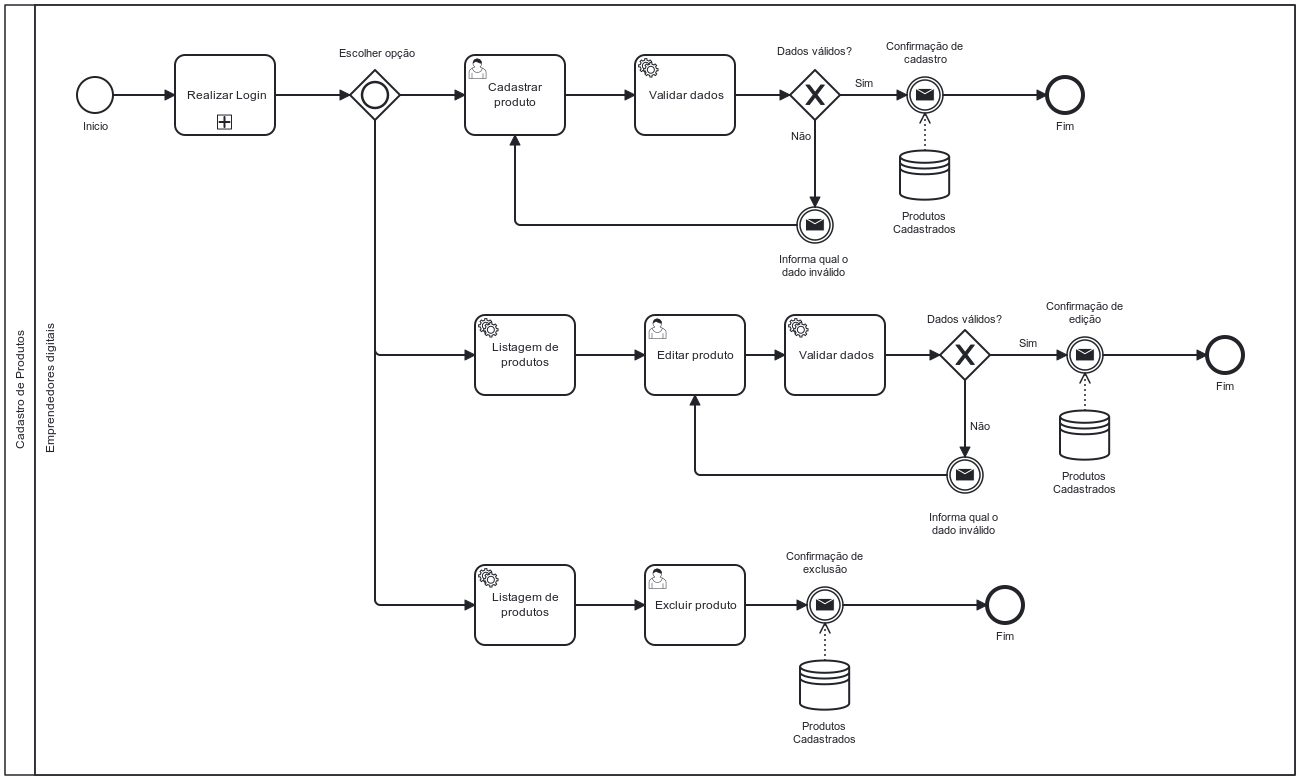 Cadastro de Produtos
Emprendedores digitais
Inicio
Realizar Login
Escolher opção
Cadastrar
produto
Validar dados
Dados válidos?
Sim
Não
Confirmação de
cadastro
Fim
Produtos
Cadastrados
Informa qual o
dado inválido
Listagem de
produtos
Editar produto
Validar dados
Dados válidos?
Sim
Não
Confirmação de
edição
Fim
Produtos
Cadastrados
Informa qual o
dado inválido
Listagem de
produtos
Excluir produto
Confirmação de
exclusão
Fim
Produtos
Cadastrados